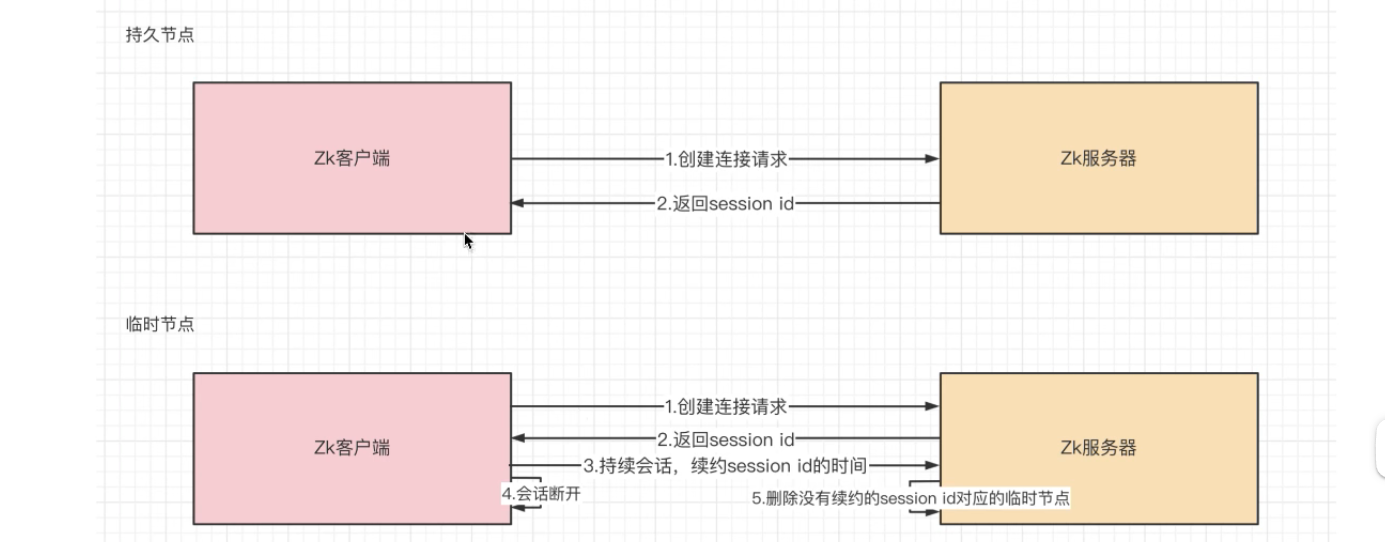 持久节点
Zk客户端
1.创建连接请求
2.返回session id
Zk服务器
临时节点
Zk客户端
1.创建连接请求
2.返回session id
3.持续会话，续约session id的时间
4.会话断开
5.删除没有续约的session id对应的临时节点
Zk服务器